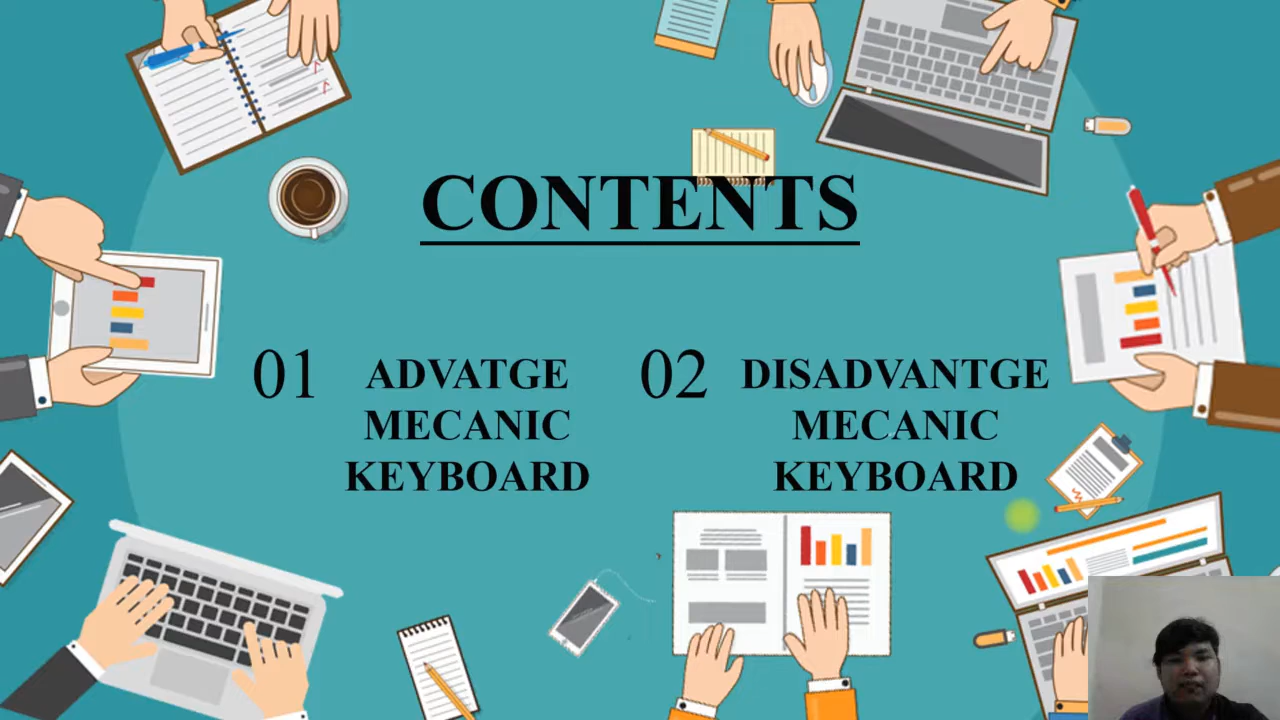 CONTENTS
01
ADVATGE
MECANIC
KEYBOARD
02
DISADVANTGE
MECANIC
KEYBOARD